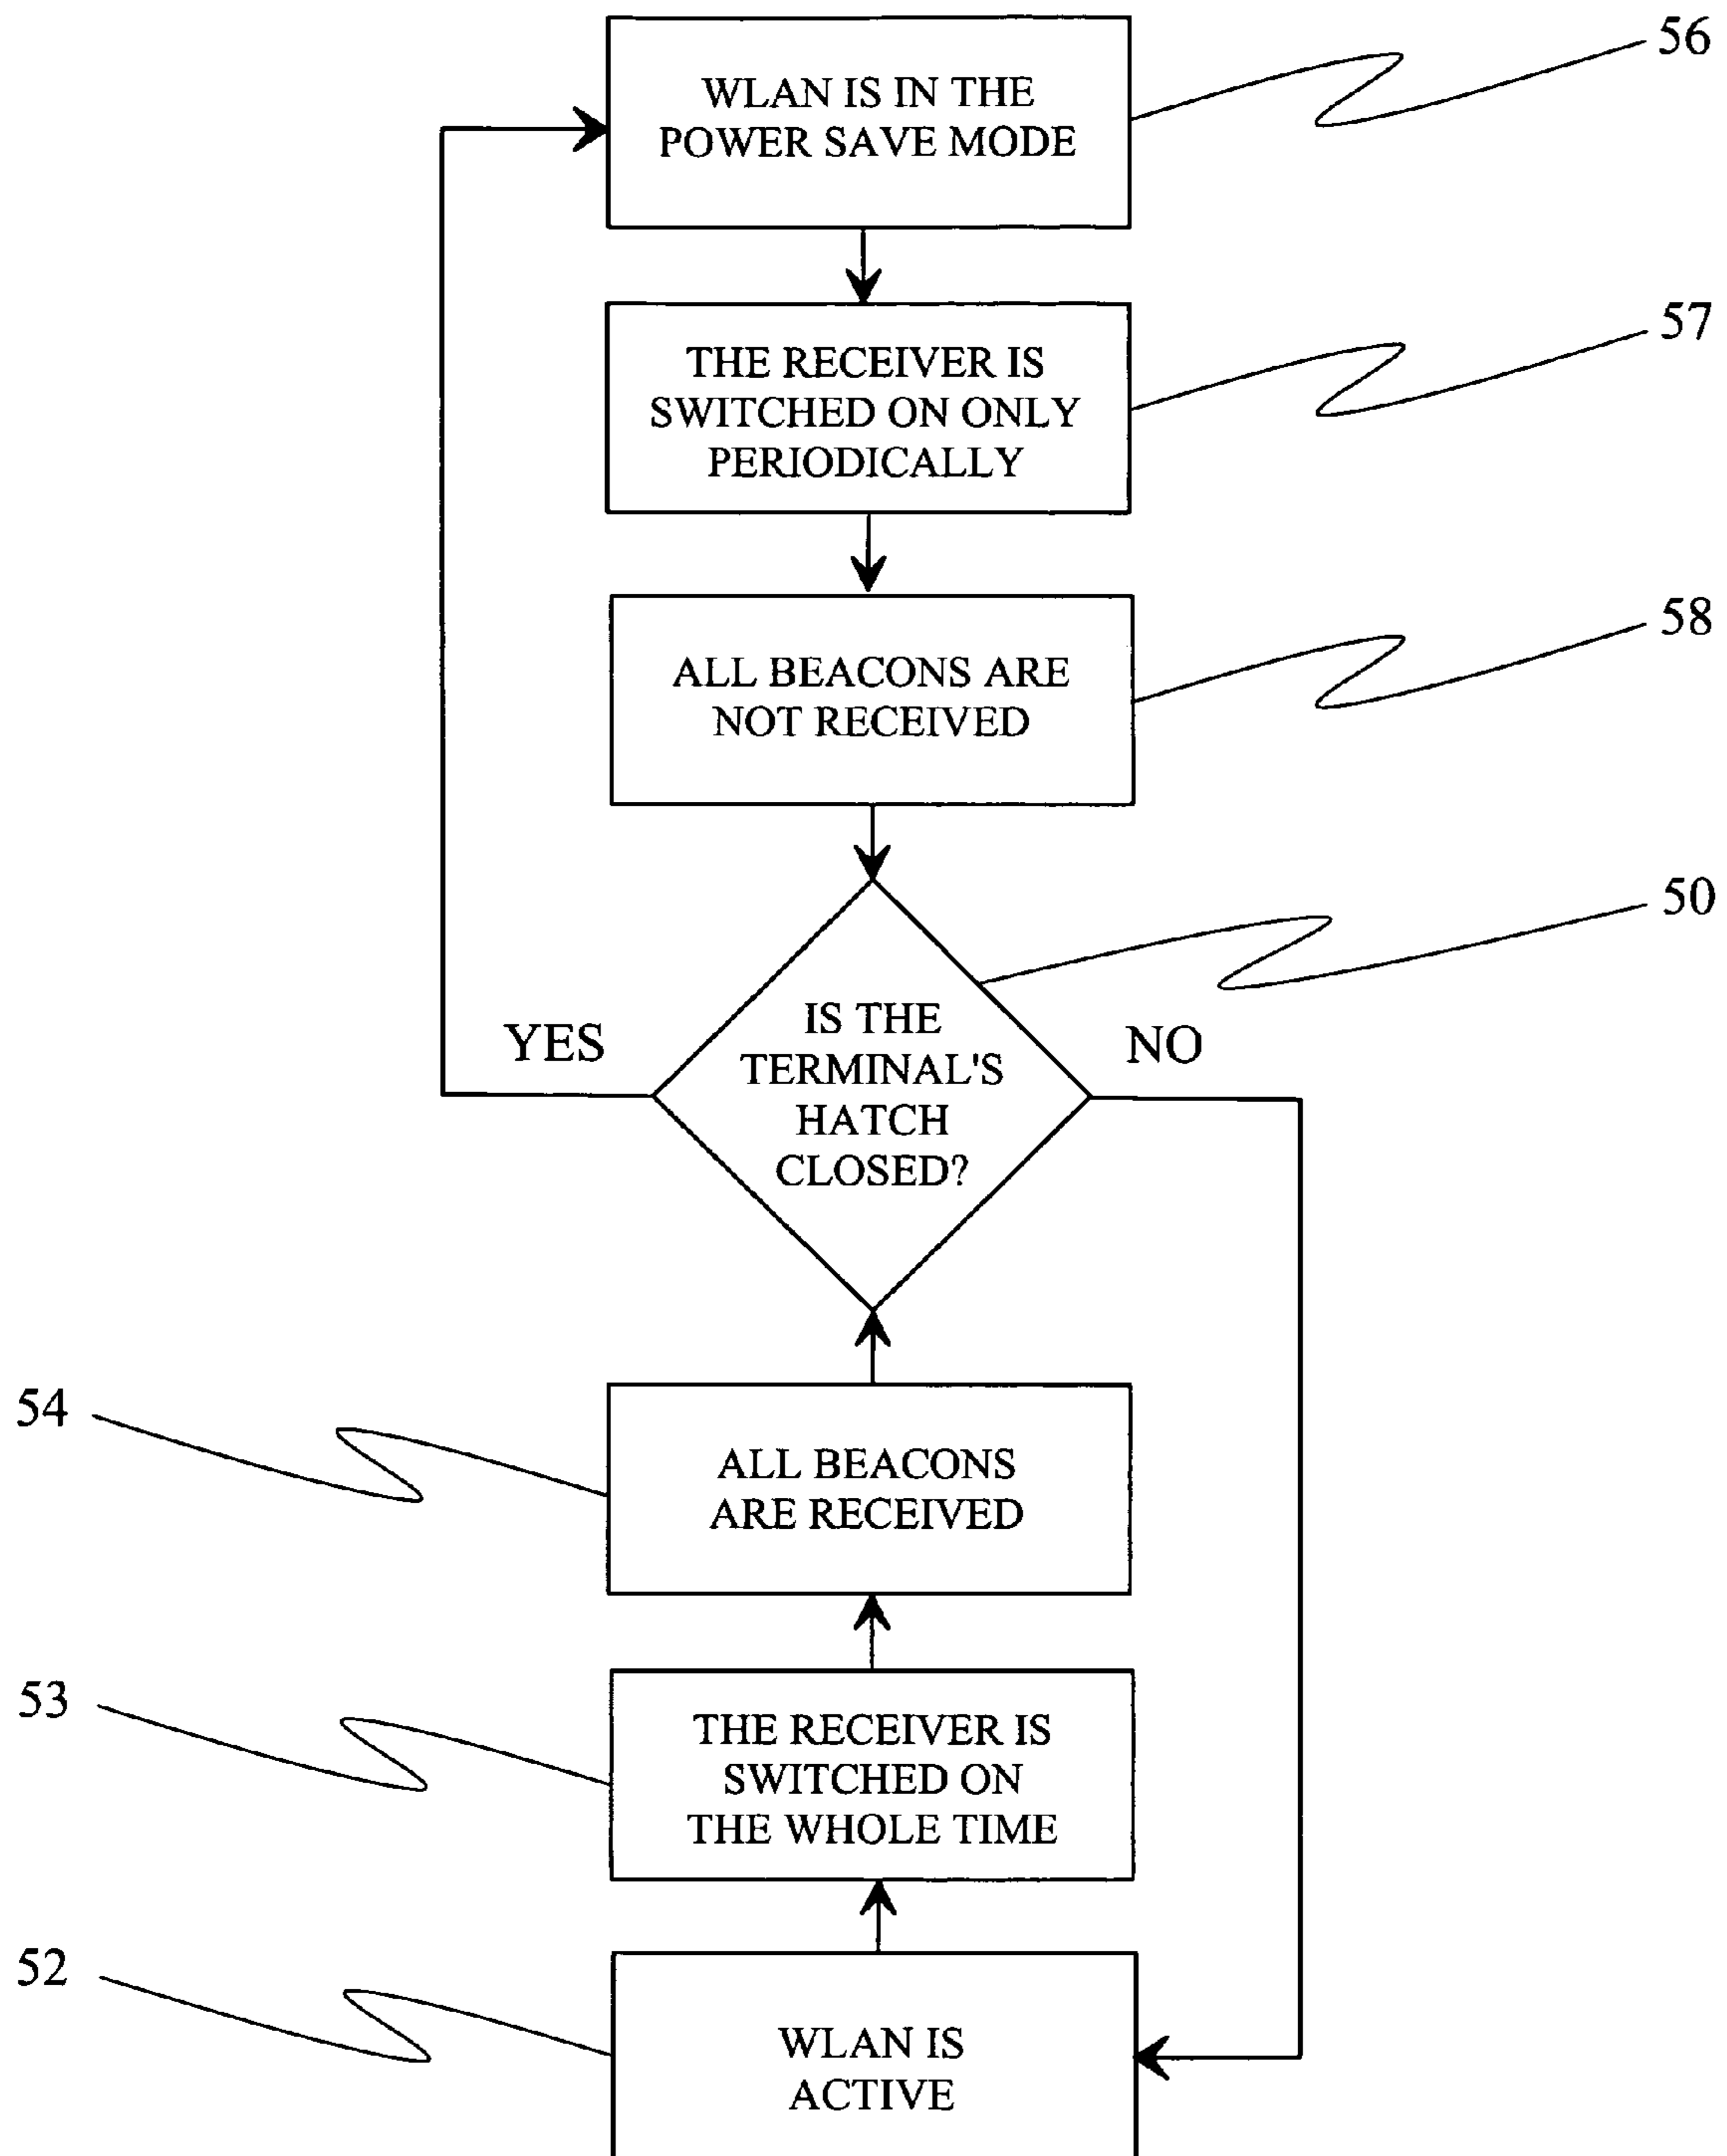 56
WLAN IS IN THE
POWER SAVE MODE
57
THE RECEIVER IS
SWITCHED ON ONLY
PERIODICALLY
58
ALL BEACONS ARE
NOT RECEIVED
50
YES
NO
IS THE
TERMINAL'S
HATCH
CLOSED?
54
ALL BEACONS
ARE RECEIVED
53
THE RECEIVER IS
SWITCHED ON
THE WHOLE TIME
52
WLAN IS
ACTIVE